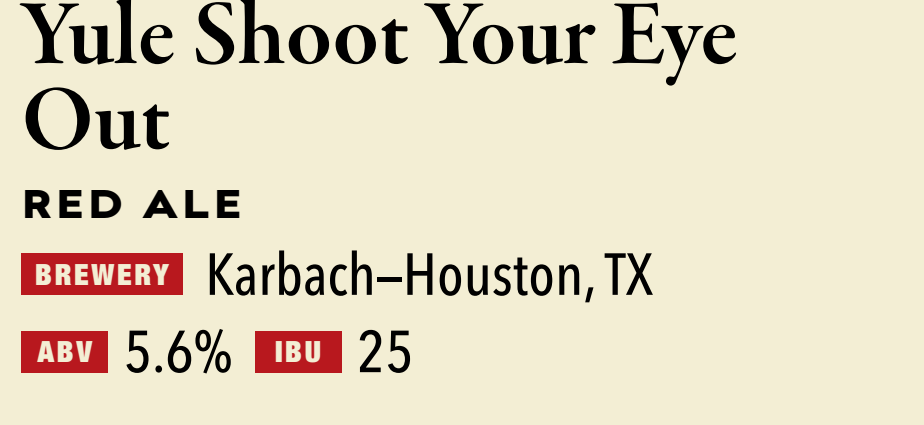 Yule Shoot Your Eye
Out
RED ALE
BREWERY Karbach–Houston, TX
ABV 5.6% IBU 25